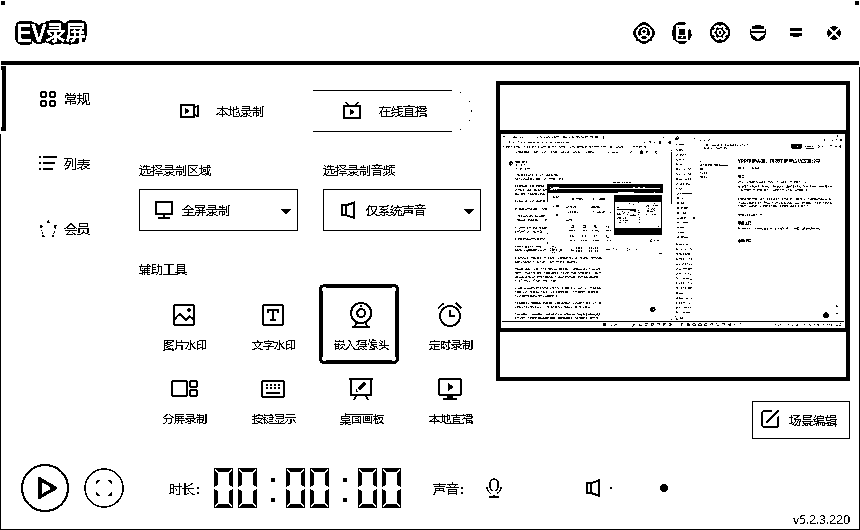 EV录屏
常规
本地录制
在线直播
列表
选择录制区域
选择录制音频
全屏录制
仅系统声音
会员
辅助工具
图片水印
文字水印
嵌入摄像头
定时录制
分屏录制
按键显示
桌面画板
本地直播
场景编辑
时长:
00:00:00
声音:
v5.2.3.220